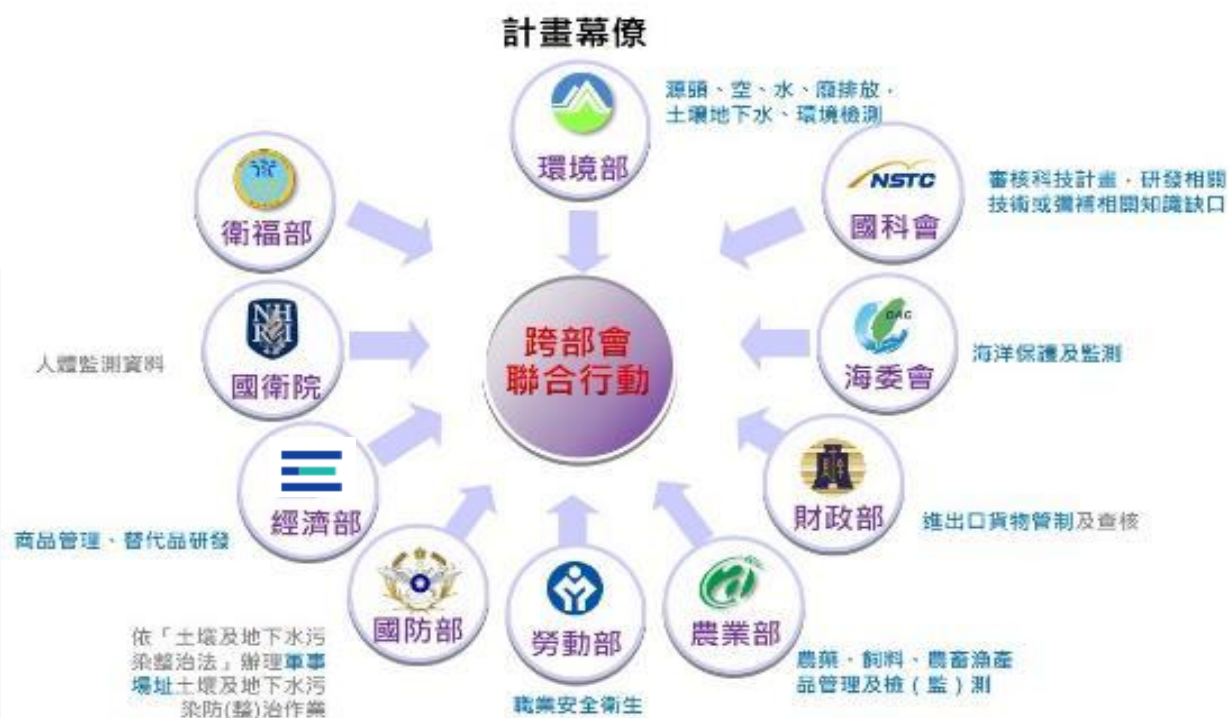 計畫幕僚
環境部
源頭、空、水、廢排放，
土壤地下水、環境檢測
NSTC
國科會
審核科技計畫，研發相關
技術或彌補相關知識缺口
OAC
海委會
海洋保護及監測
財政部
進出口貨物管制及查核
農業部
農藥、飼料、農畜漁產
品管理及檢（監）測
勞動部
職業安全衛生
國防部
依「土壤及地下水污
染整治法」辦理軍事
場址土壤及地下水污
染防(整)治作業
經濟部
商品管理、替代品研發
NH
RI
國衛院
人體監測資料
衛福部
跨部會
聯合行動